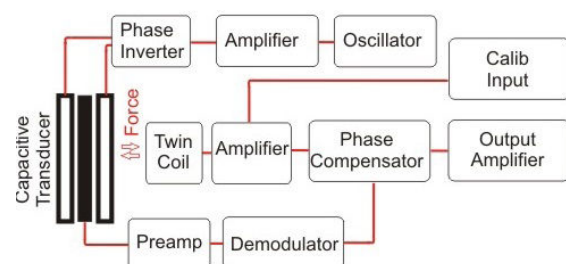 Phase
Inverter
Amplifier
Oscillator
Calib
Input
Capacitive
Transducer
Force
Twin
Coil
Amplifier
Phase
Compensator
Output
Amplifier
Preamp
Demodulator